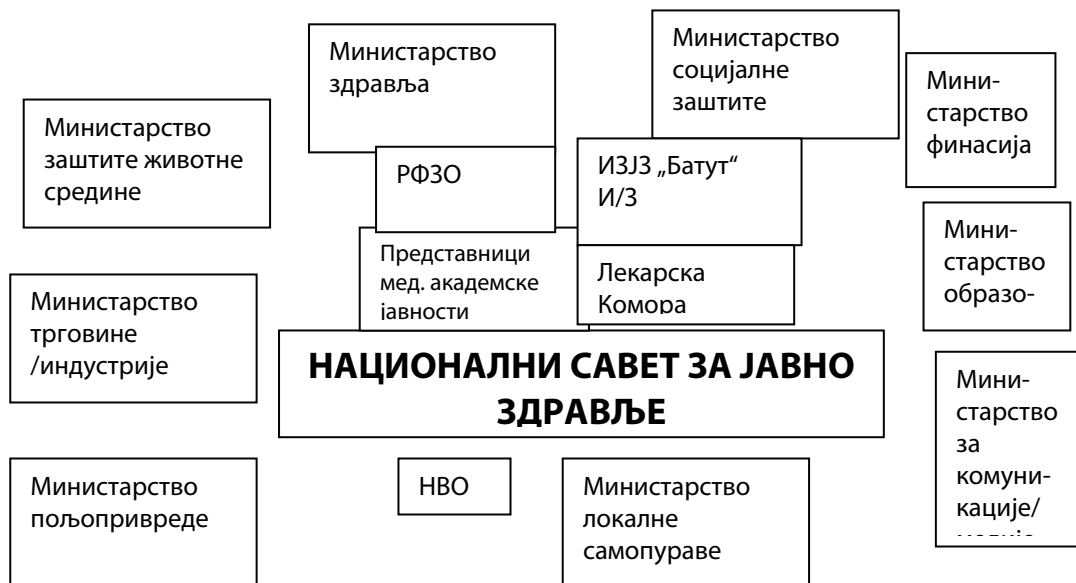 Министарство
здравља
Министрство
социјалне
заштите
Мини-
старство
финасија
Министарство
заштите животне
средине
РФЗО
ИЗЈЗ „Батут“
И/З
Мини-
старство
образо-
Представници
мед. академске
јавности
Лекарска
Комора
Министарство
трговине
/индустрије
НАЦИОНАЛНИ САВЕТ ЗА ЈАВНО
ЗДРАВЉЕ
Мини-
старство
за
комуни-
кације/
Министарство
пољопривреде
НВО
Министарство
локалне
самопураве